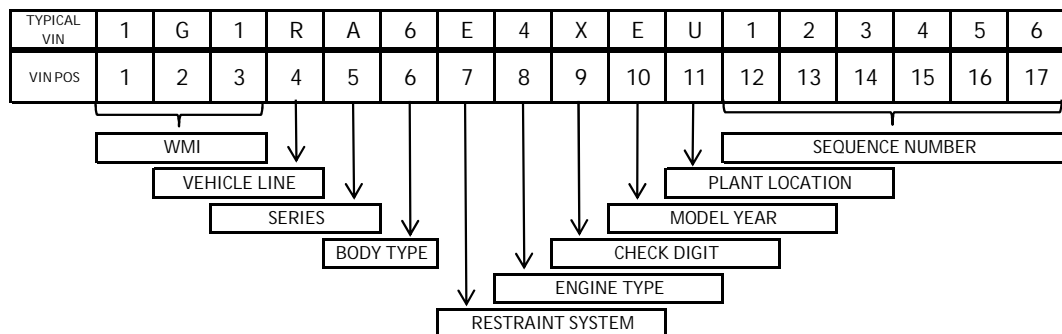 TYPICAL VIN 1 G 1 R A 6 E 4 X E U 1 2 3 4 5 6
VIN POS 1 2 3 4 5 6 7 8 9 10 11 12 13 14 15 16 17
WMI SEQUENCE NUMBER
VEHICLE LINE PLANT LOCATION
SERIES MODEL YEAR
BODY TYPE CHECK DIGIT
ENGINE TYPE
RESTRAINT SYSTEM